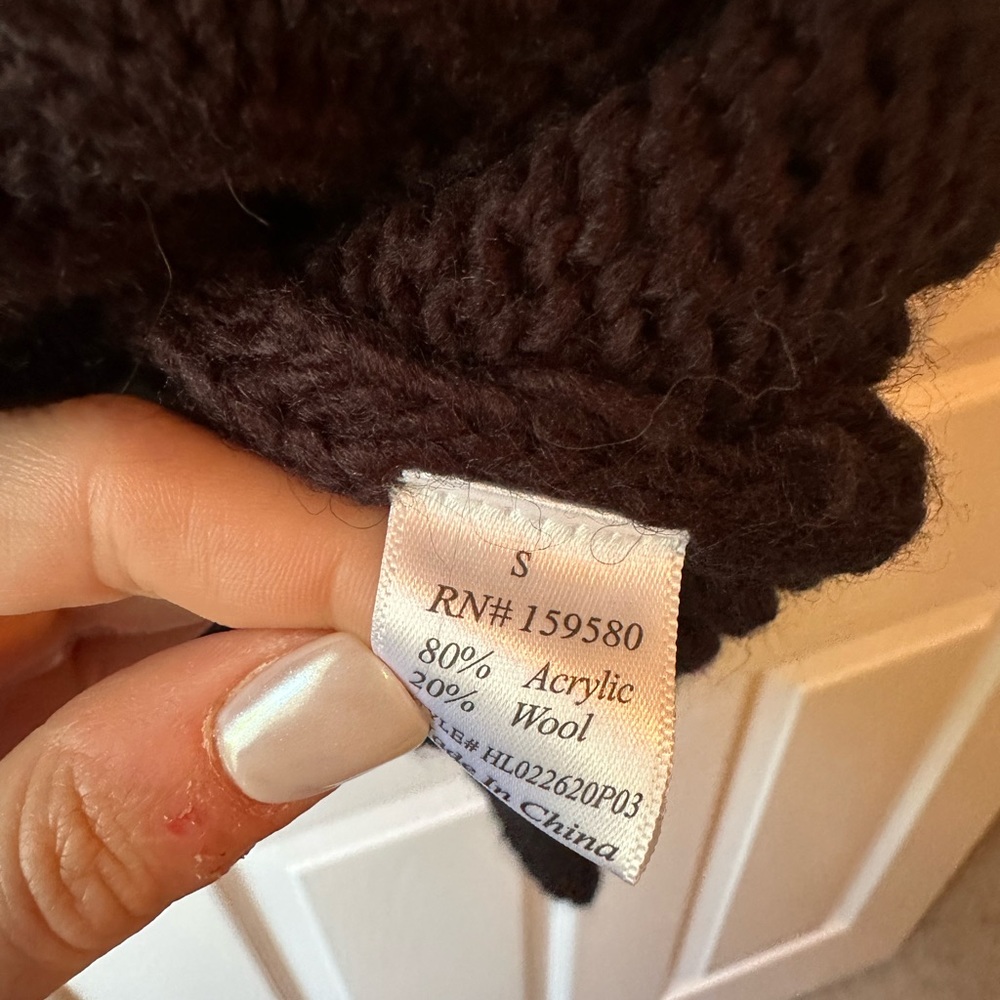 S
RN# 159580
80% Acrylic
20% Wool
HL022620P03
In China